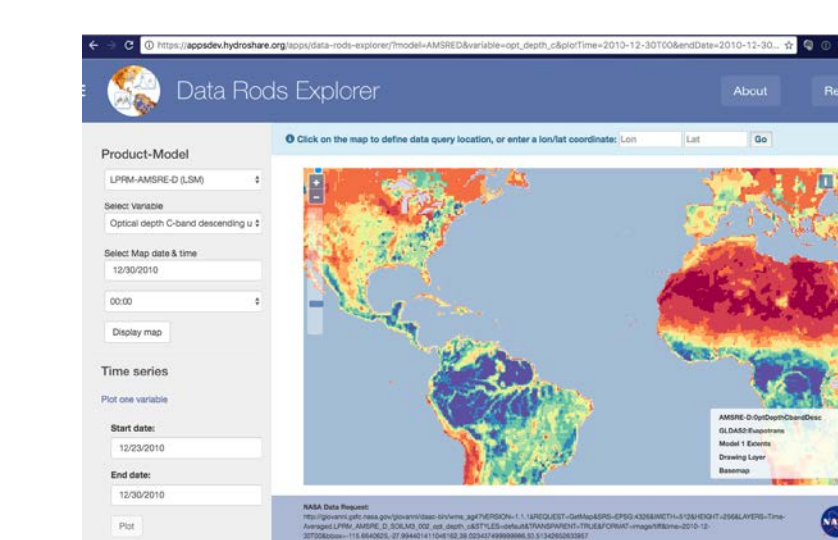 https://appsdev.hydroshare.org/apps/data-rods-explorer/?model=AMSRED&variable=opt_depth_c&plotTime=2010-12-30T00&endDate=2010-12-30...
Data Rods Explorer
About
Re
Click on the map to define data query location, or enter a lon/lat coordinate: Lon Lat Go
Product-Model
LPRM-AMSRE-D (LSM)
Select Variable
Optical depth C-band descending u
Select Map date & time
12/30/2010
00:00
Display map
Time series
Plot one variable
Start date:
12/23/2010
End date:
12/30/2010
Plot
AMSRE-D:OptDepthCbandDesc
GLDAS2:Evapotrans
Model 1 Extents
Drawing Layer
Basemap
NASA Data Request: